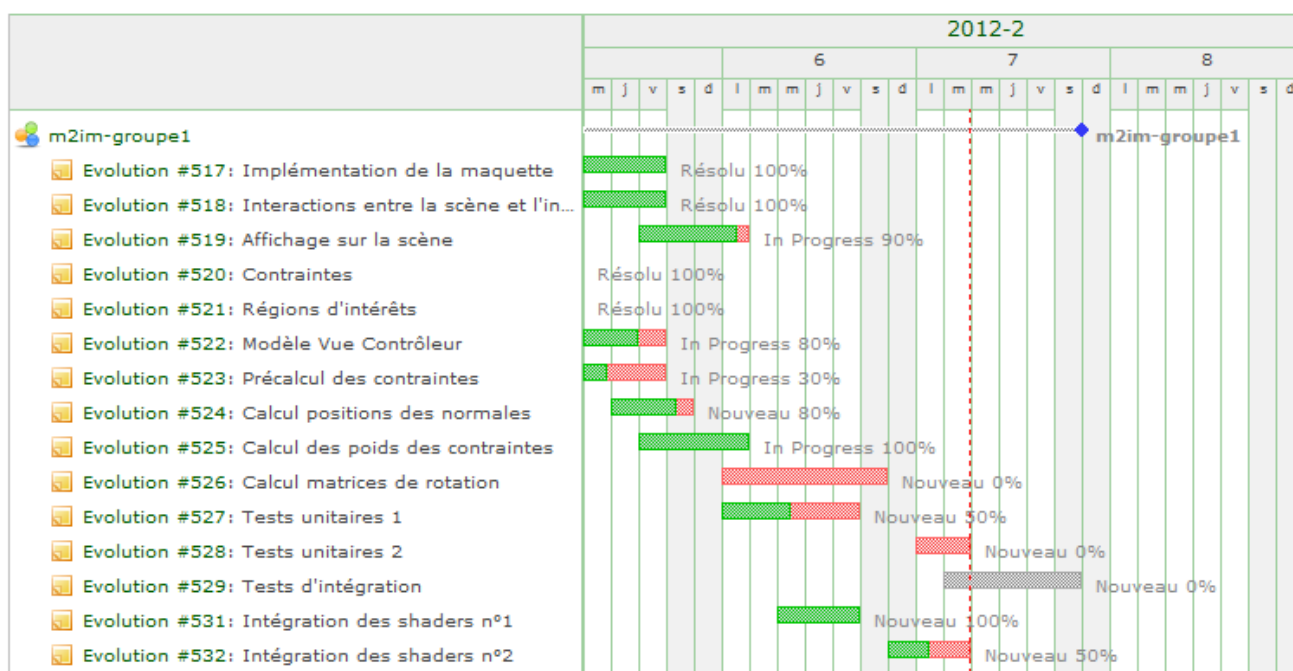 2012-2
6 7 8
m j v s d l m m j v s d l m m j v s d l m m j v s d
m2im-groupe1 m2im-groupe1
Evolution #517: Implémentation de la maquette Résolu 100%
Evolution #518: Interactions entre la scène et l'in... Résolu 100%
Evolution #519: Affichage sur la scène In Progress 90%
Evolution #520: Contraintes Résolu 100%
Evolution #521: Régions d'intérêts Résolu 100%
Evolution #522: Modèle Vue Contrôleur In Progress 80%
Evolution #523: Précalcul des contraintes In Progress 30%
Evolution #524: Calcul positions des normales Nouveau 80%
Evolution #525: Calcul des poids des contraintes In Progress 100%
Evolution #526: Calcul matrices de rotation Nouveau 0%
Evolution #527: Tests unitaires 1 Nouveau 50%
Evolution #528: Tests unitaires 2 Nouveau 0%
Evolution #529: Tests d'intégration Nouveau 0%
Evolution #531: Intégration des shaders nº1 Nouveau 100%
Evolution #532: Intégration des shaders nº2 Nouveau 50%